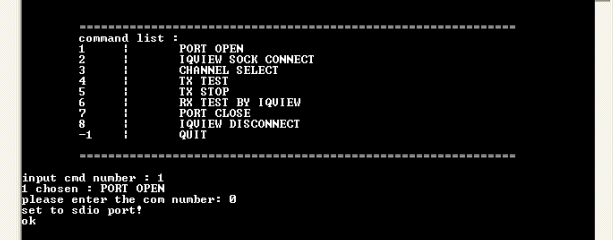 ================================================================
command list :
1 | PORT OPEN
2 | IQVIEW SOCK CONNECT
3 | CHANNEL SELECT
4 | TX TEST
5 | TX STOP
6 | RX TEST BY IQVIEW
7 | PORT CLOSE
8 | IQVIEW DISCONNECT
-1 | QUIT
================================================================
input cmd number : 1
1 chosen : PORT OPEN
please enter the com number: 0
set to sdio port!
ok